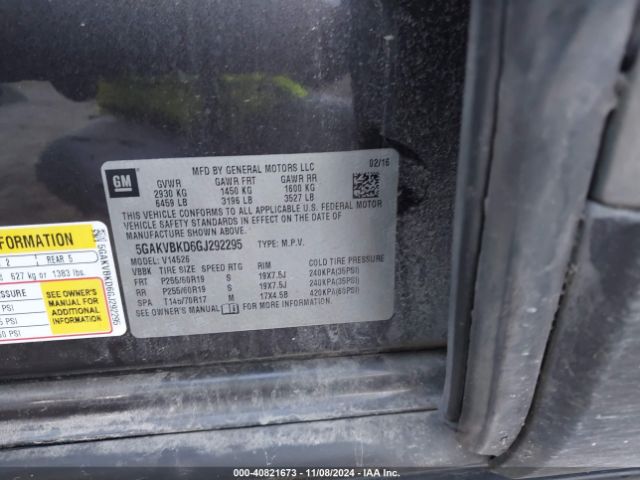 GM
MFD BY GENERAL MOTORS LLC
02/16
GVWR GAWR FRT GAWR RR
2930 KG 1450 KG 1600 KG
6459 LB 3196 LB 3527 LB
THIS VEHICLE CONFORMS TO ALL APPLICABLE U.S. FEDERAL MOTOR
VEHICLE SAFETY STANDARDS IN EFFECT ON THE DATE OF
MANUFACTURE SHOWN ABOVE.
5GAKVBKD6GJ292295 TYPE: M.P.V.
MODEL: V14526
VBBK TIRE SIZE SPEED RTG RIM COLD TIRE PRESSURE
FRT P255/60R19 S 19X7.5J 240KPA(35PSI)
RR P255/60R19 S 19X7.5J 240KPA(35PSI)
SPA T145/70R17 M 17X4.5B 420KPA(60PSI)
SEE OWNER'S MANUAL FOR MORE INFORMATION.
FORMATION
2 REAR 5
627 kg or 1383 lbs.
SSURE
PSI
5 PSI
60 PSI
SEE OWNER'S
MANUAL FOR
ADDITIONAL
INFORMATION
5GAKVBKD6GJ292295
000-40821673 - 11/08/2024 - IAA Inc.